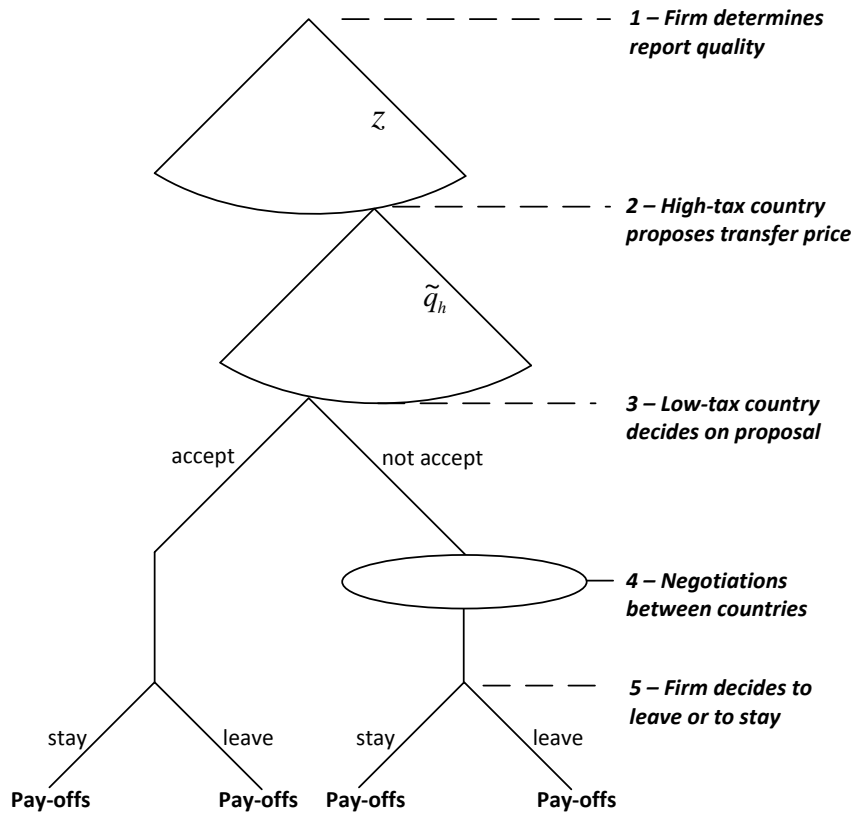 1 – Firm determines
report quality
z
2 – High-tax country
proposes transfer price
q̃ₕ
3 – Low-tax country
decides on proposal
accept
not accept
4 – Negotiations
between countries
5 – Firm decides to
leave or to stay
stay
leave
stay
leave
Pay-offs
Pay-offs
Pay-offs
Pay-offs